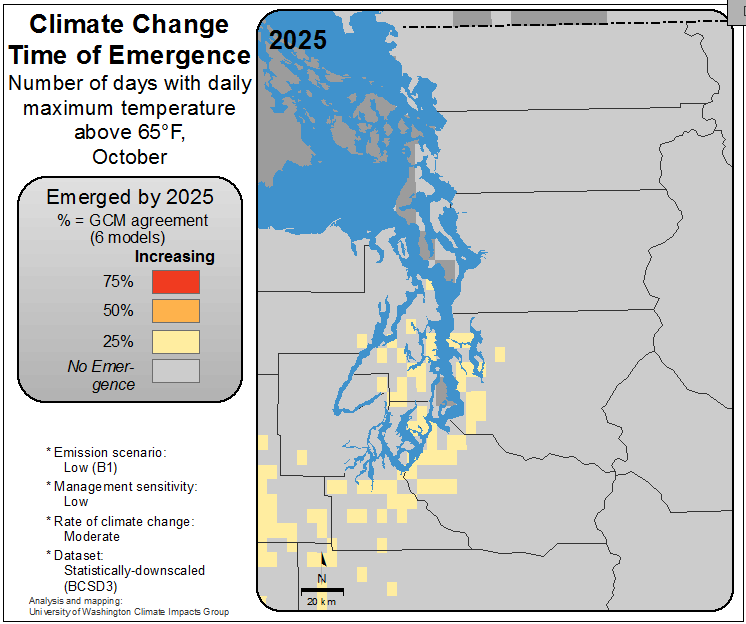 Climate Change
Time of Emergence
Number of days with daily
maximum temperature
above 65°F,
October
Emerged by 2025
% = GCM agreement
(6 models)
Increasing
75%
50%
25%
No Emer-
gence
* Emission scenario:
Low (B1)
* Management sensitivity:
Low
* Rate of climate change:
Moderate
* Dataset:
Statistically-downscaled
(BCSD3)
Analysis and mapping:
University of Washington Climate Impacts Group
2025
N
20 km